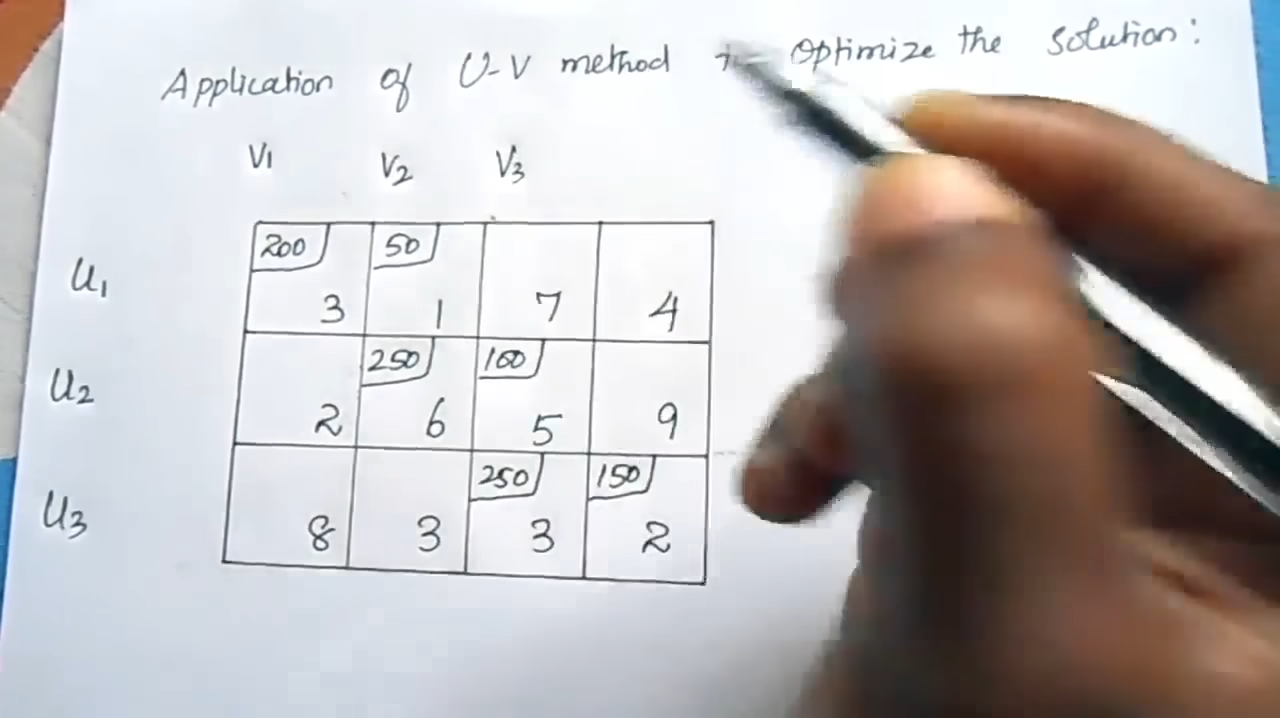 Application of U-V method optimize the solution:
V1 V2 V3
U1 200 50
3 1 7 4
U2 250 100
2 6 5 9
250 150
U3 8 3 3 2